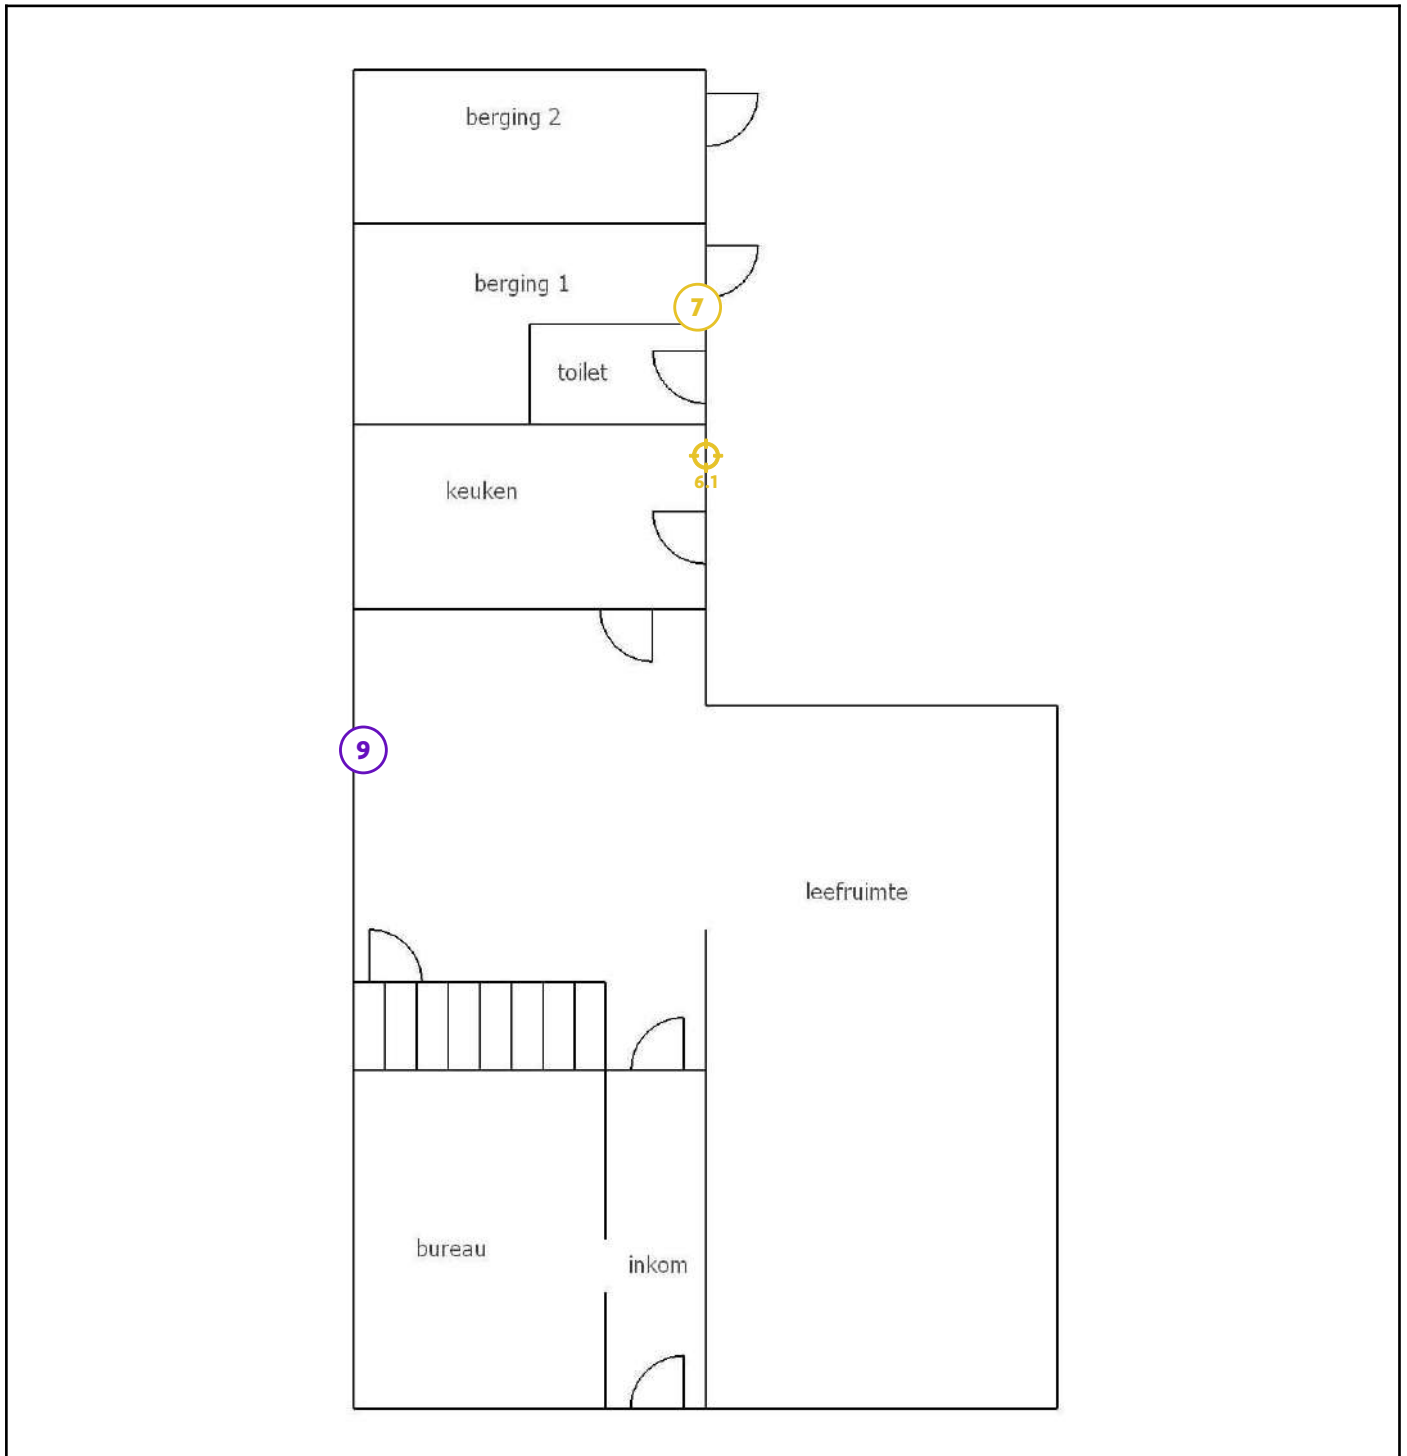 berging 2
berging 1
7
toilet
6.1
keuken
9
leefruimte
bureau
inkom